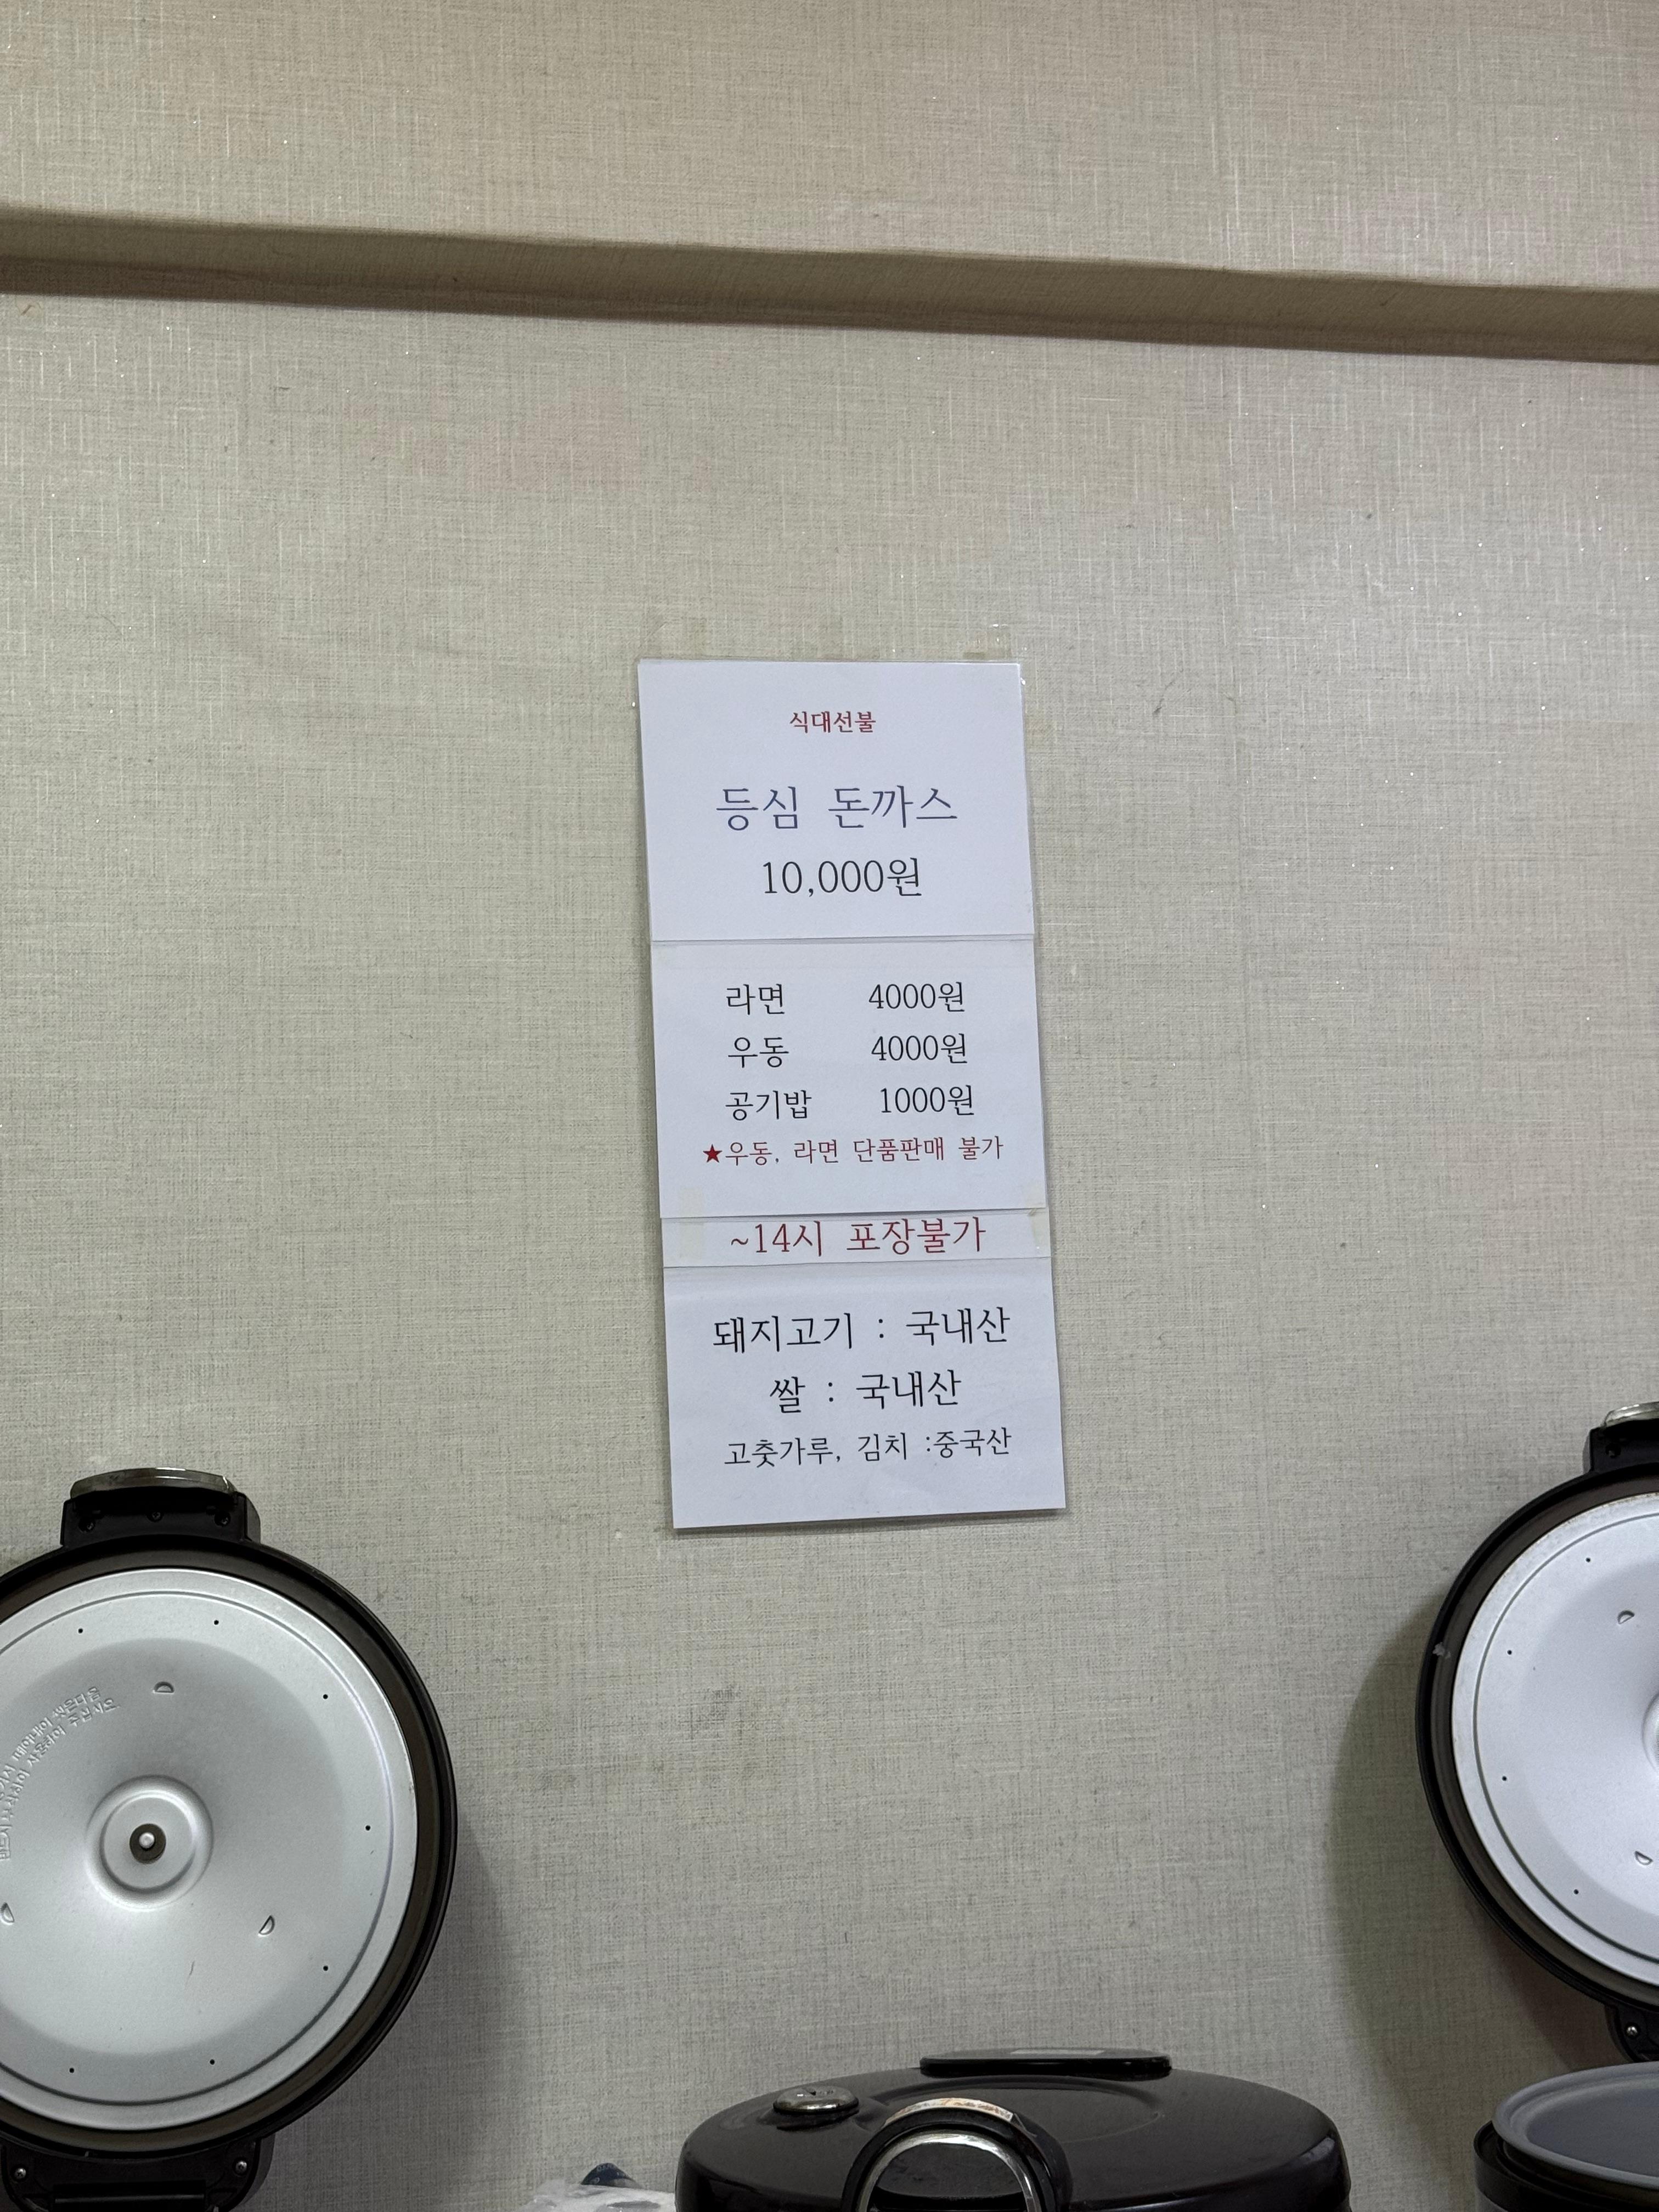 식대선불
등심 돈까스
10,000원
라면 4000원
우동 4000원
공기밥 1000원
★우동, 라면 단품판매 불가
~14시 포장불가
돼지고기 : 국내산
쌀 : 국내산
고춧가루, 김치 :중국산